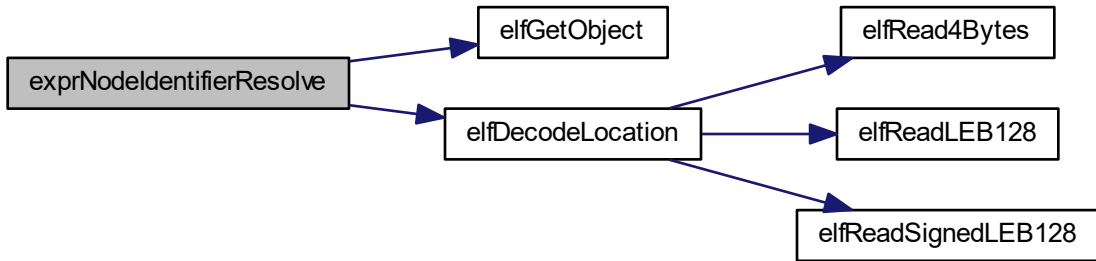 exprNodeIdentifierResolve
elfGetObject
elfDecodeLocation
elfRead4Bytes
elfReadLEB128
elfReadSignedLEB128